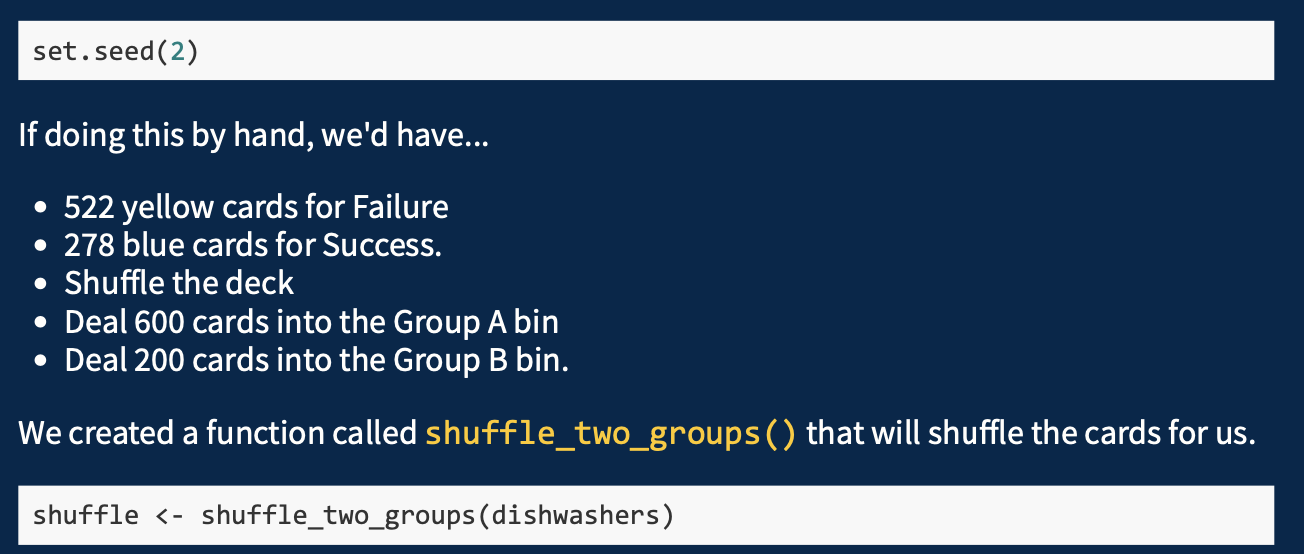 set.seed(2)
If doing this by hand, we'd have...
• 522 yellow cards for Failure
• 278 blue cards for Success.
• Shuffle the deck
• Deal 600 cards into the Group A bin
• Deal 200 cards into the Group B bin.
We created a function called shuffle_two_groups() that will shuffle the cards for us.
shuffle <- shuffle_two_groups(dishwashers)